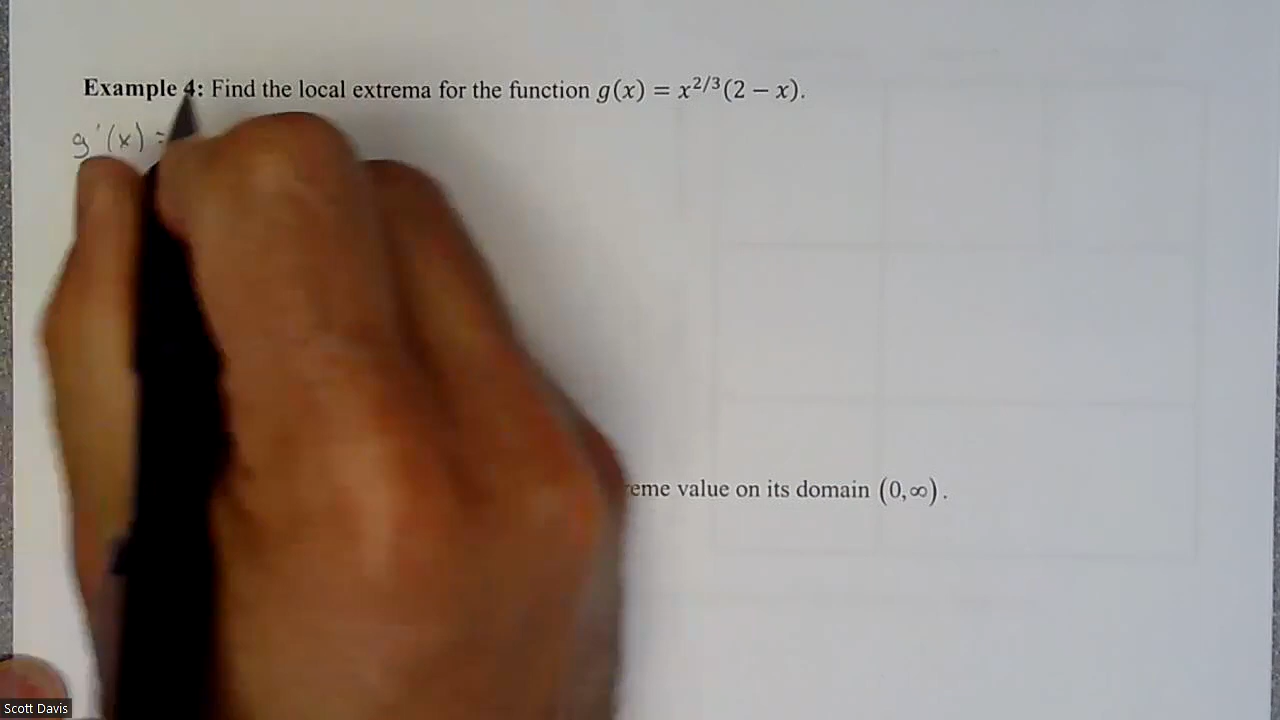 Example 4: Find the local extrema for the function g(x) = x^{2/3}(2 − x).
g'(x) =
value on its domain (0,∞).
Scott Davis